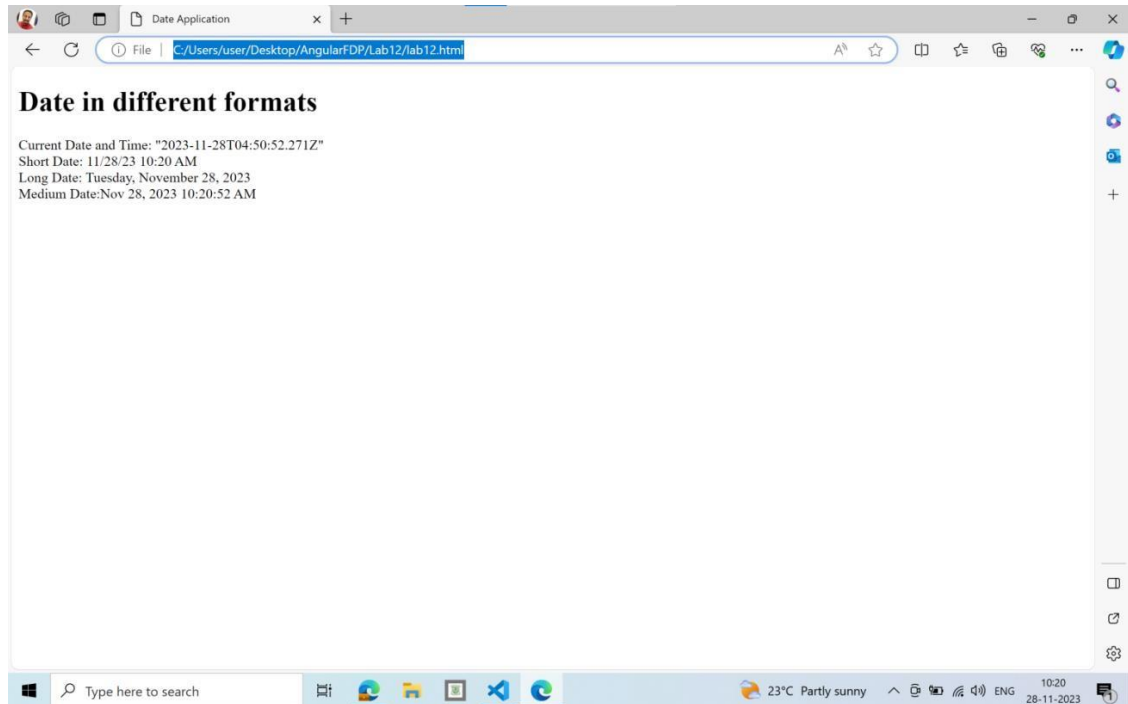 Date Application
File | C:/Users/user/Desktop/AngularFDP/Lab12/lab12.html
Date in different formats
Current Date and Time: "2023-11-28T04:50:52.271Z"
Short Date: 11/28/23 10:20 AM
Long Date: Tuesday, November 28, 2023
Medium Date:Nov 28, 2023 10:20:52 AM
Type here to search
23°C Partly sunny
ENG
10:20
28-11-2023
1